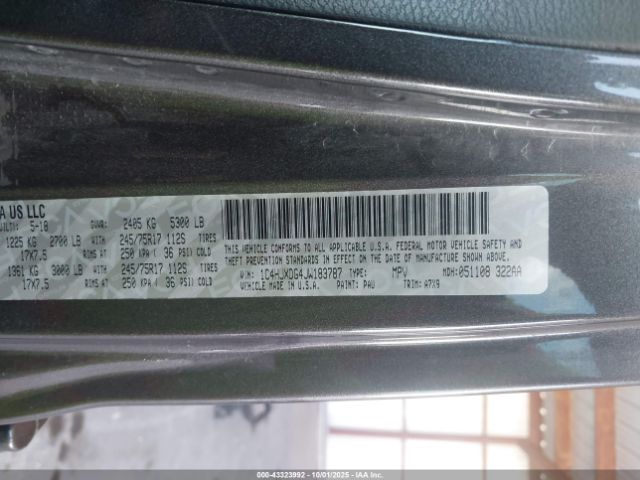 A US LLC
5-18 GVWR: 2405 KG 5300 LB
1225 KG 2700 LB WITH 245/75R17 112S TIRES
17X7.5 RIMS AT 250 KPA ( 36 PSI) COLD
1361 KG 3000 LB WITH 245/75R17 112S TIRES
17X7.5 RIMS AT 250 KPA ( 36 PSI) COLD
THIS VEHICLE CONFORMS TO ALL APPLICABLE FEDERAL MOTOR VEHICLE SAFETY AND
THEFT PREVENTION STANDARDS IN EFFECT ON THE DATE OF MANUFACTURE SHOWN ABOVE.
VIN: 1C4HJXDG4JW183787 TYPE: MPV MDH: 051108 322AA
VEHICLE MADE IN U.S.A. PAINT: PAU TRIM: A7X9
000-43323992 - 10/01/2025 - IAAI.COM